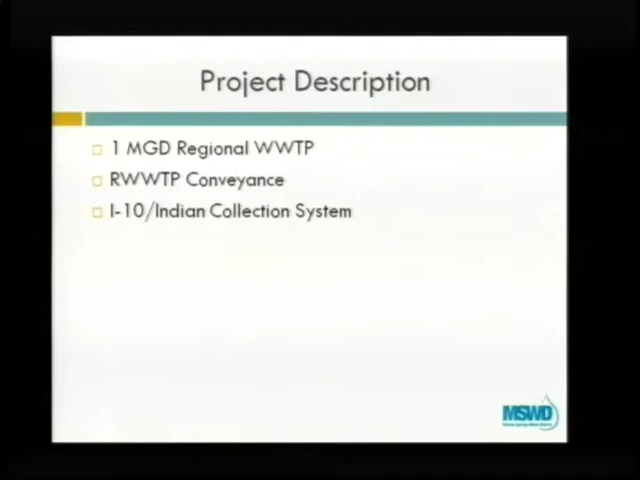 Project Description
1 MGD Regional WWTP
RWWTP Conveyance
I-10/Indian Collection System
MSWD